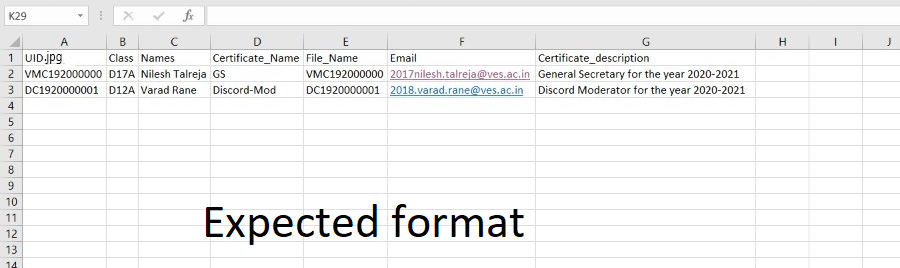 K29 fx
A B C D E F G H I J
1 UID.jpg Class Names Certificate_Name File_Name Email Certificate_description
2 VMC192000000 D17A Nilesh Talreja GS VMC192000000 2017nilesh.talreja@ves.ac.in General Secretary for the year 2020-2021
3 DC1920000001 D12A Varad Rane Discord-Mod DC1920000001 2018.varad.rane@ves.ac.in Discord Moderator for the year 2020-2021
4
5
6
7
8
9
10
11 Expected format
12
13
14